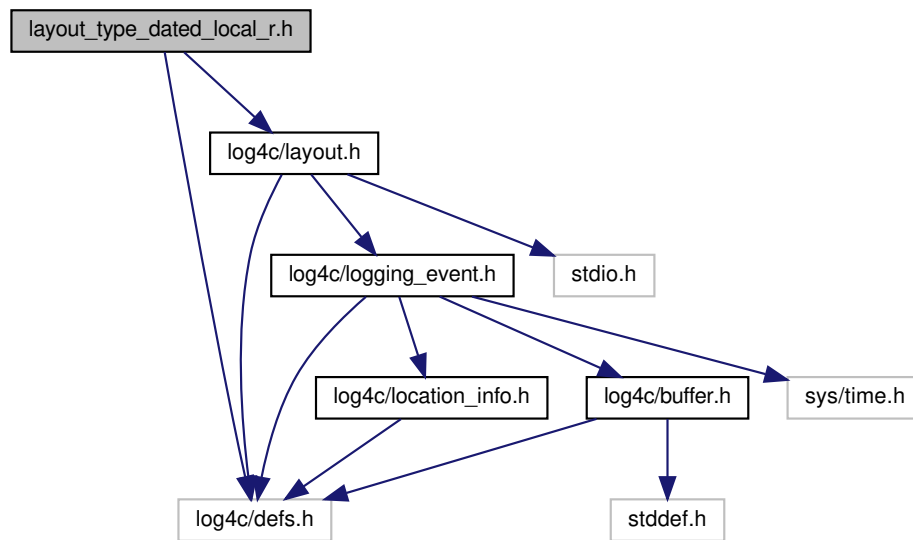 layout_type_dated_local_r.h
log4c/layout.h
log4c/logging_event.h
stdio.h
log4c/location_info.h
log4c/buffer.h
sys/time.h
log4c/defs.h
stddef.h